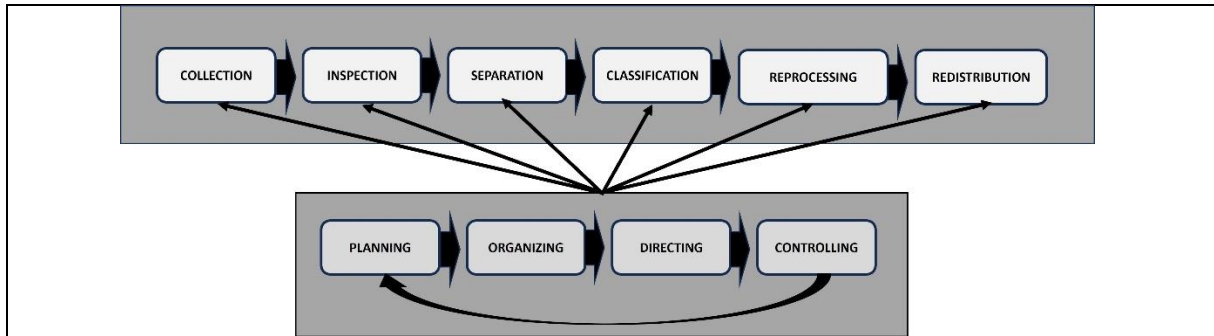 COLLECTION
INSPECTION
SEPARATION
CLASSIFICATION
REPROCESSING
REDISTRIBUTION
PLANNING
ORGANIZING
DIRECTING
CONTROLLING